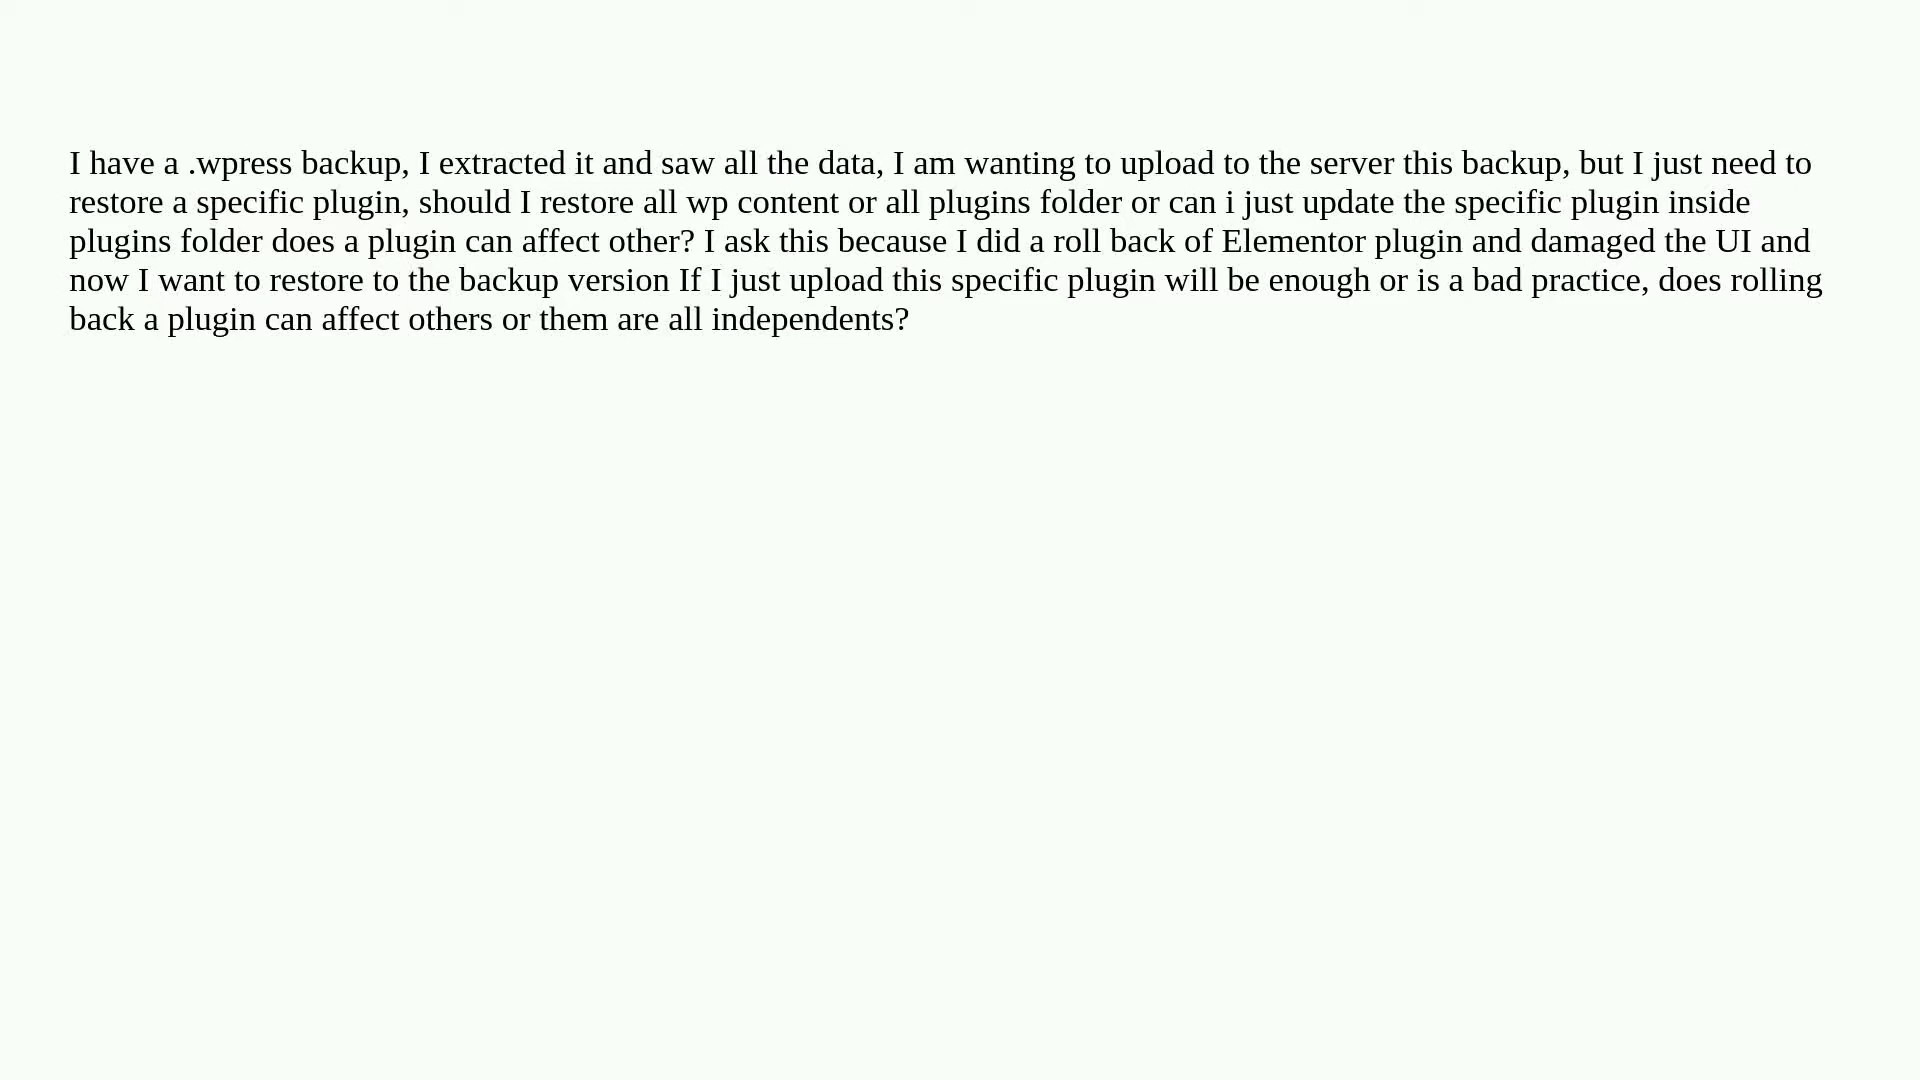 I have a .wpress backup, I extracted it and saw all the data, I am wanting to upload to the server this backup, but I just need to
restore a specific plugin, should I restore all wp content or all plugins folder or can i just update the specific plugin inside
plugins folder does a plugin can affect other? I ask this because I did a roll back of Elementor plugin and damaged the UI and
now I want to restore to the backup version If I just upload this specific plugin will be enough or is a bad practice, does rolling
back a plugin can affect others or them are all independents?